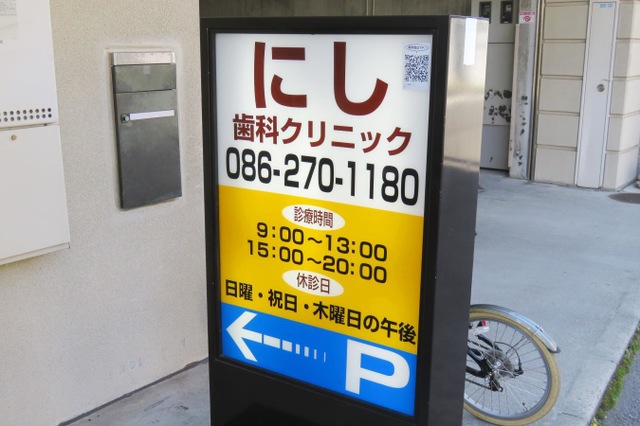 にし
歯科クリニック
086-270-1180
診療時間
9:00～13:00
15:00～20:00
休診日
日曜・祝日・木曜日の午後
P